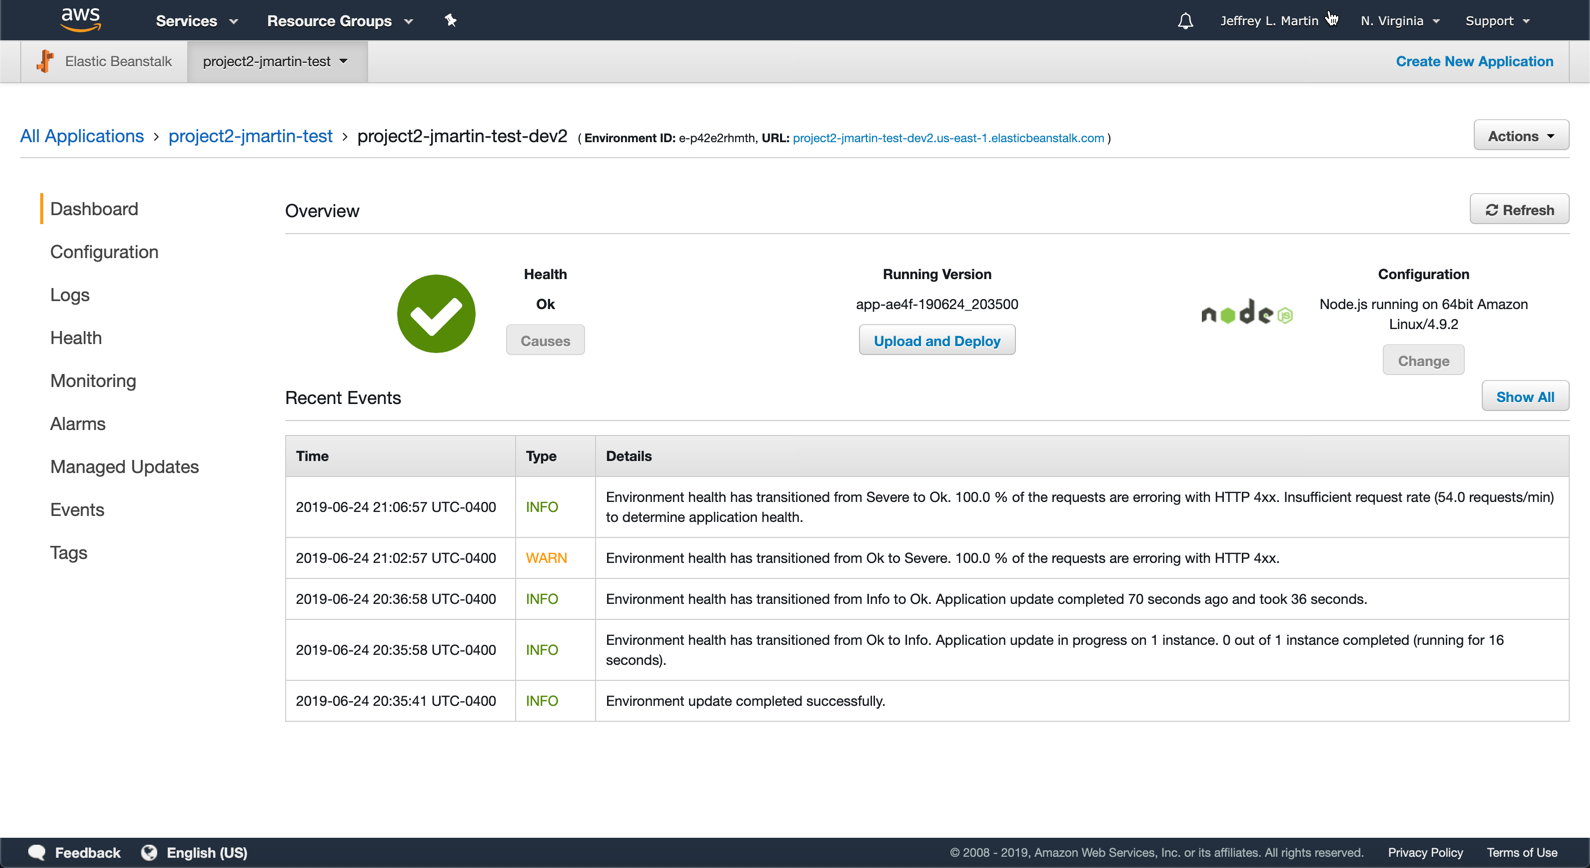 aws Services Resource Groups Jeffrey L. Martin N. Virginia Support
Elastic Beanstalk project2-jmartin-test Create New Application
All Applications › project2-jmartin-test › project2-jmartin-test-dev2 ( Environment ID: e-p42e2rhmth, URL: project2-jmartin-test-dev2.us-east-1.elasticbeanstalk.com ) Actions
Dashboard
Configuration
Logs
Health
Monitoring
Alarms
Managed Updates
Events
Tags
Overview Refresh
Health
Ok
Causes
Running Version
app-ae4f-190624_203500
Upload and Deploy
node JS
Configuration
Node.js running on 64bit Amazon
Linux/4.9.2
Change
Recent Events Show All
Time Type Details
2019-06-24 21:06:57 UTC-0400 INFO Environment health has transitioned from Severe to Ok. 100.0 % of the requests are erroring with HTTP 4xx. Insufficient request rate (54.0 requests/min)
to determine application health.
2019-06-24 21:02:57 UTC-0400 WARN Environment health has transitioned from Ok to Severe. 100.0 % of the requests are erroring with HTTP 4xx.
2019-06-24 20:36:58 UTC-0400 INFO Environment health has transitioned from Info to Ok. Application update completed 70 seconds ago and took 36 seconds.
2019-06-24 20:35:58 UTC-0400 INFO Environment health has transitioned from Ok to Info. Application update in progress on 1 instance. 0 out of 1 instance completed (running for 16
seconds).
2019-06-24 20:35:41 UTC-0400 INFO Environment update completed successfully.
Feedback English (US) © 2008 - 2019, Amazon Web Services, Inc. or its affiliates. All rights reserved. Privacy Policy Terms of Use